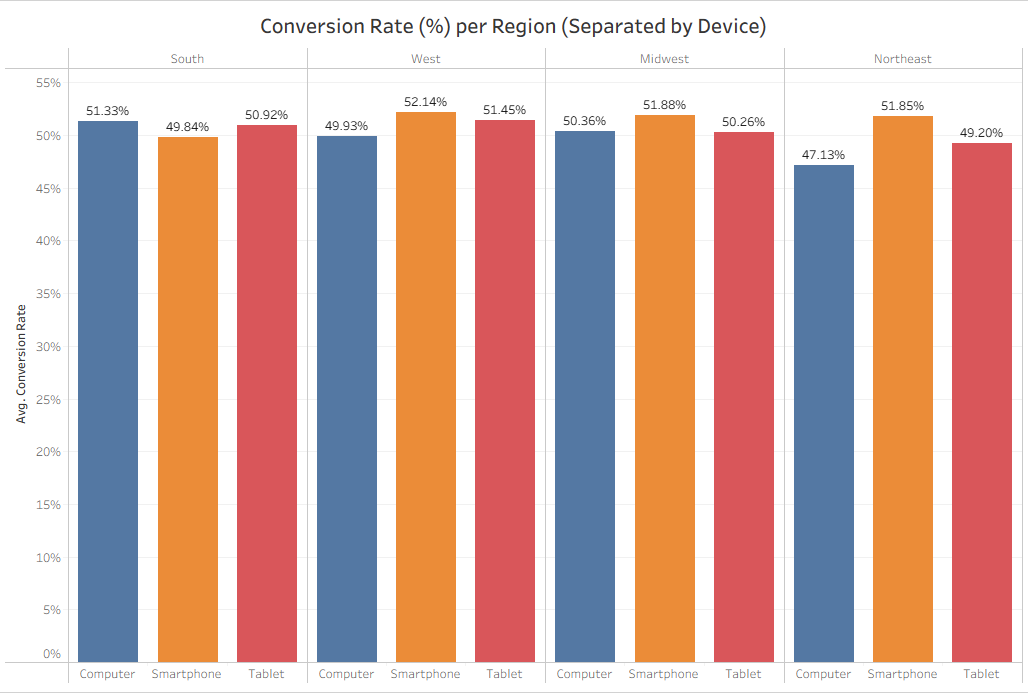 Conversion Rate (%) per Region (Separated by Device)
South West Midwest Northeast
55%
50%
45%
40%
35%
30%
25%
20%
15%
10%
5%
0%
Avg. Conversion Rate
51.33% 49.84% 50.92% 49.93% 52.14% 51.45% 50.36% 51.88% 50.26% 47.13% 51.85% 49.20%
Computer Smartphone Tablet Computer Smartphone Tablet Computer Smartphone Tablet Computer Smartphone Tablet